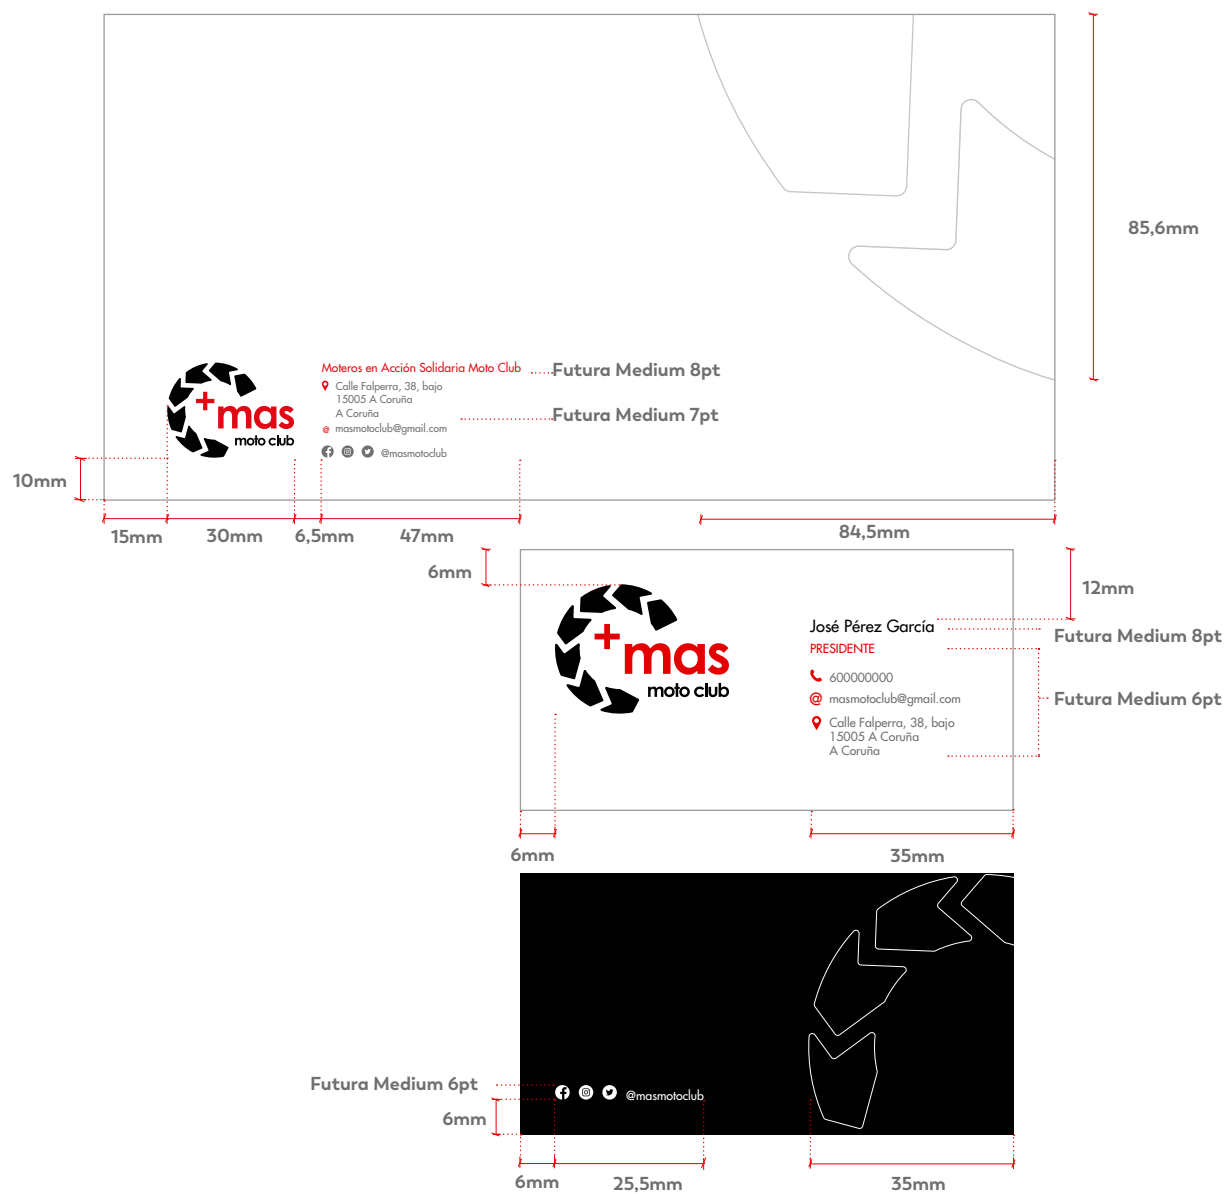 85,6mm
Moteros en Acción Solidaria Moto Club
Futura Medium 8pt
Calle Falperra, 38, bajo
15005 A Coruña
A Coruña
Futura Medium 7pt
@ masmotoclub@gmail.com
@masmotoclub
+mas
moto club
10mm
15mm
30mm
6,5mm
47mm
84,5mm
6mm
12mm
+mas
moto club
José Pérez García
Futura Medium 8pt
PRESIDENTE
600000000
@ masmotoclub@gmail.com
Futura Medium 6pt
Calle Falperra, 38, bajo
15005 A Coruña
A Coruña
6mm
35mm
Futura Medium 6pt
@masmotoclub
6mm
6mm
25,5mm
35mm